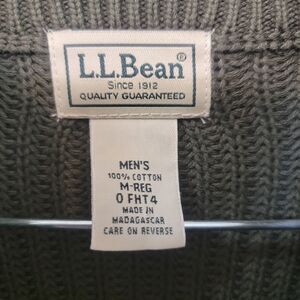 L.L.Bean®
Since 1912
QUALITY GUARANTEED
MEN'S
100% COTTON
M-REG
0 FHT4
MADE IN
MADAGASCAR
CARE ON REVERSE